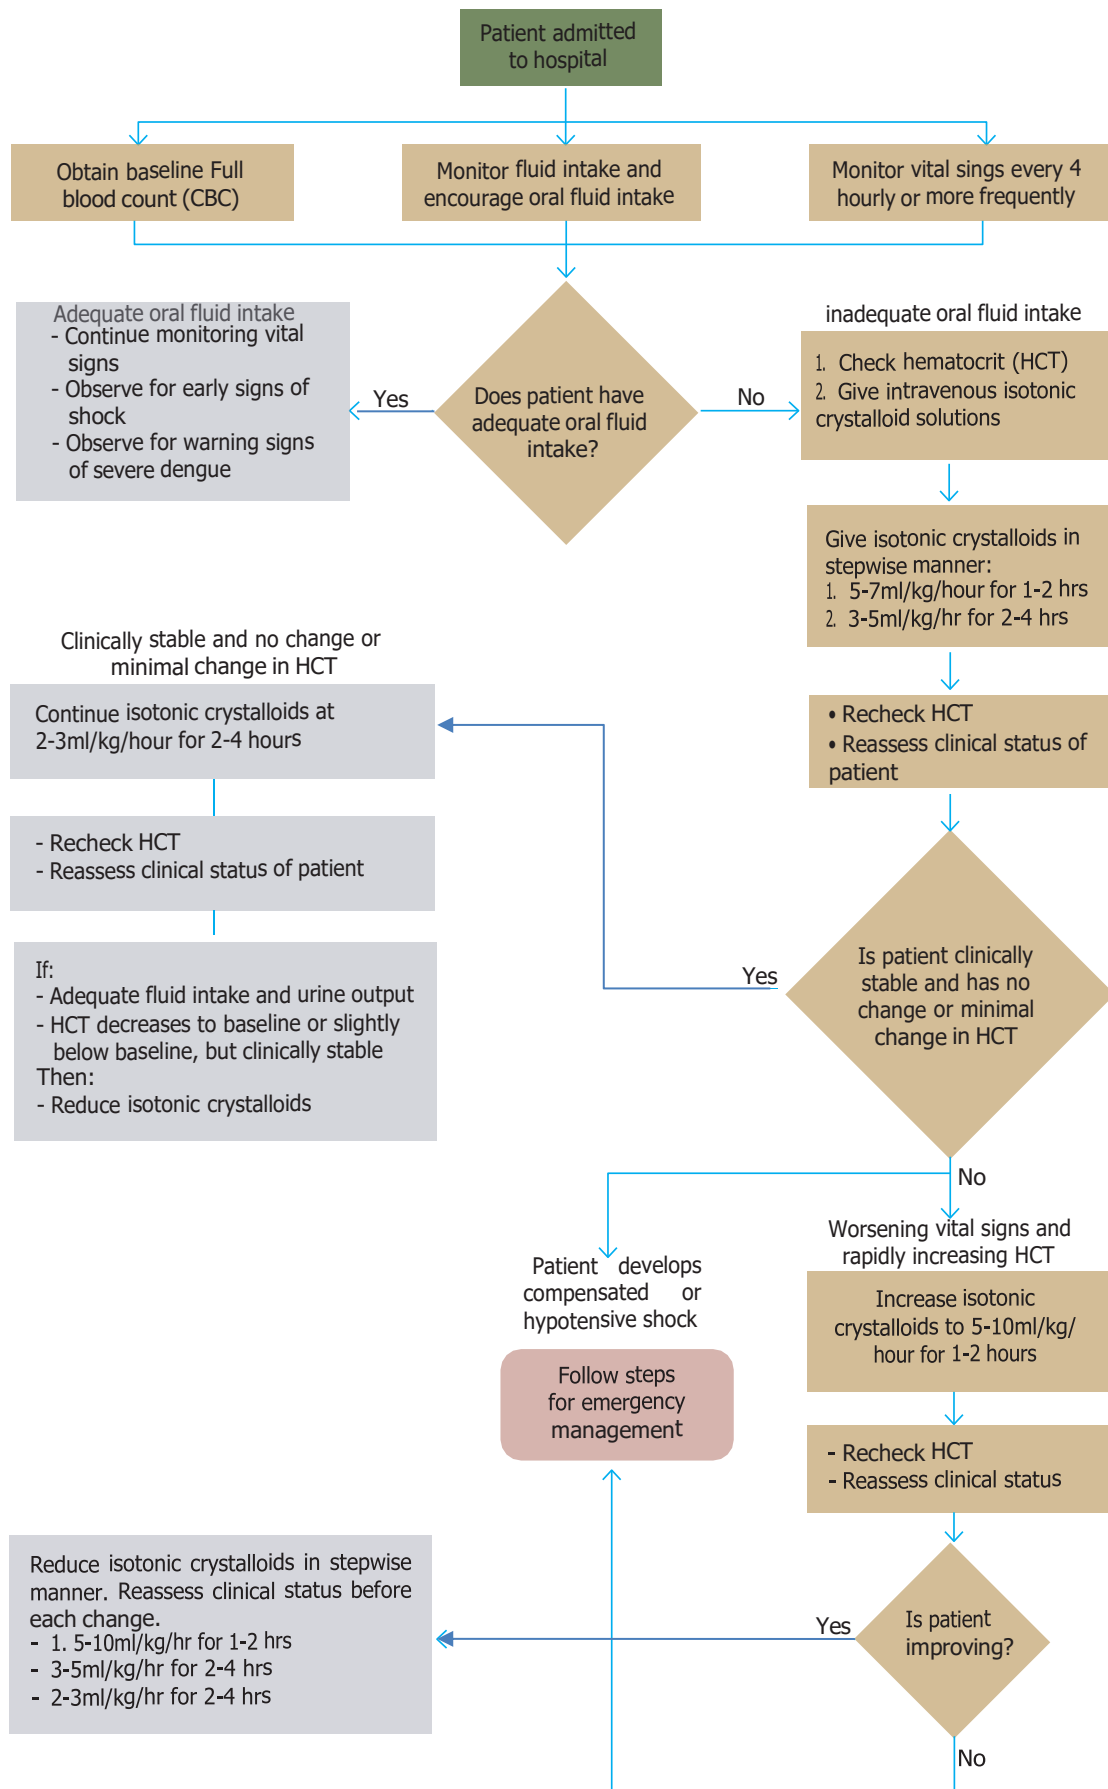 Patient admitted
to hospital
Obtain baseline Full
blood count (CBC)
Monitor fluid intake and
encourage oral fluid intake
Monitor vital sings every 4
hourly or more frequently
Adequate oral fluid intake
- Continue monitoring vital
signs
- Observe for early signs of
shock
- Observe for warning signs
of severe dengue
Yes
Does patient have
adequate oral fluid
intake?
No
inadequate oral fluid intake
1. Check hematocrit (HCT)
2. Give intravenous isotonic
crystalloid solutions
Give isotonic crystalloids in
stepwise manner:
1. 5-7ml/kg/hour for 1-2 hrs
2. 3-5ml/kg/hr for 2-4 hrs
Clinically stable and no change or
minimal change in HCT
Continue isotonic crystalloids at
2-3ml/kg/hour for 2-4 hours
• Recheck HCT
• Reassess clinical status of
patient
- Recheck HCT
- Reassess clinical status of patient
If:
- Adequate fluid intake and urine output
- HCT decreases to baseline or slightly
below baseline, but clinically stable
Then:
- Reduce isotonic crystalloids
Yes
Is patient clinically
stable and has no
change or minimal
change in HCT
No
Worsening vital signs and
rapidly increasing HCT
Patient develops
compensated or
hypotensive shock
Increase isotonic
crystalloids to 5-10ml/kg/
hour for 1-2 hours
Follow steps
for emergency
management
- Recheck HCT
- Reassess clinical status
Reduce isotonic crystalloids in stepwise
manner. Reassess clinical status before
each change.
- 1. 5-10ml/kg/hr for 1-2 hrs
- 3-5ml/kg/hr for 2-4 hrs
- 2-3ml/kg/hr for 2-4 hrs
Yes
Is patient
improving?
No